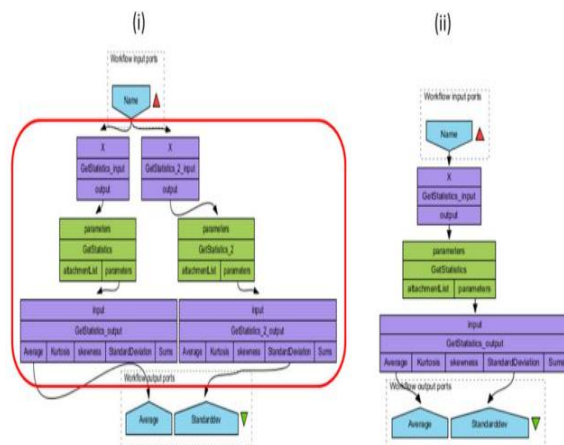 (i)
Workflow input ports
Name
X
GetStatistics_input
output
X
GetStatistics_2_input
output
parameters
GetStatistics
attachmentList parameters
parameters
GetStatistics_2
attachmentList parameters
input
GetStatistics_output
Average Kurtosis skewness StandardDeviation Sums
input
GetStatistics_2_output
Average Kurtosis skewness StandardDeviation Sums
Workflow output ports
Average
Standarddev
(ii)
Workflow input ports
Name
X
GetStatistics_input
output
parameters
GetStatistics
attachmentList parameters
input
GetStatistics_output
Average Kurtosis skewness StandardDeviation Sums
Workflow output ports
Average
Standarddev